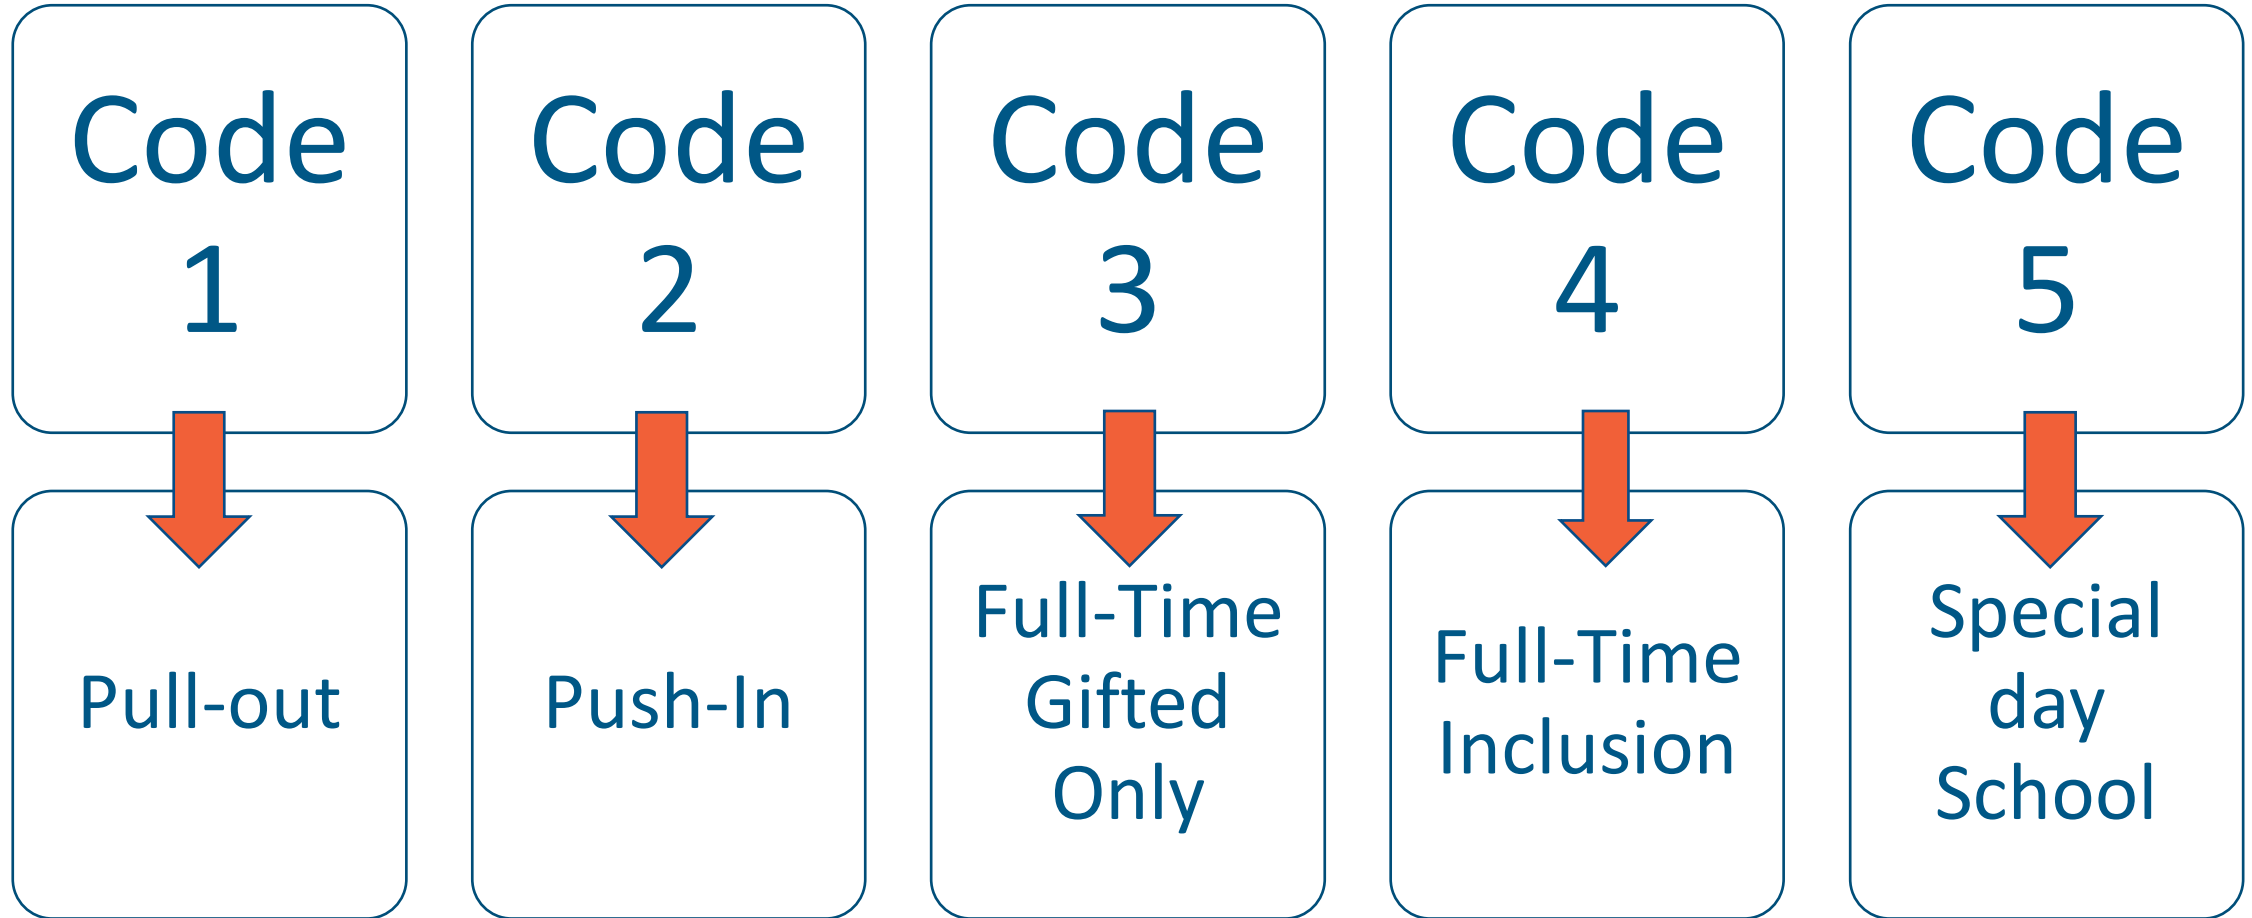 Code
1
Code
2
Code
3
Code
4
Code
5
Pull-out
Push-In
Full-Time
Gifted
Only
Full-Time
Inclusion
Special
day
School